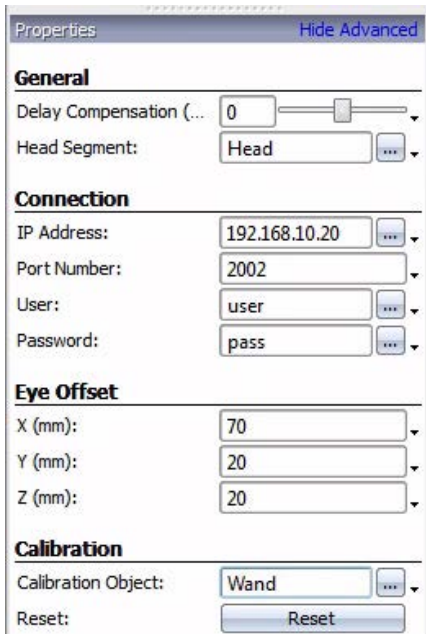 Properties Hide Advanced
General
Delay Compensation (... 0
Head Segment: Head ...
Connection
IP Address: 192.168.10.20 ...
Port Number: 2002
User: user ...
Password: pass ...
Eye Offset
X (mm): 70
Y (mm): 20
Z (mm): 20
Calibration
Calibration Object: Wand ...
Reset: Reset